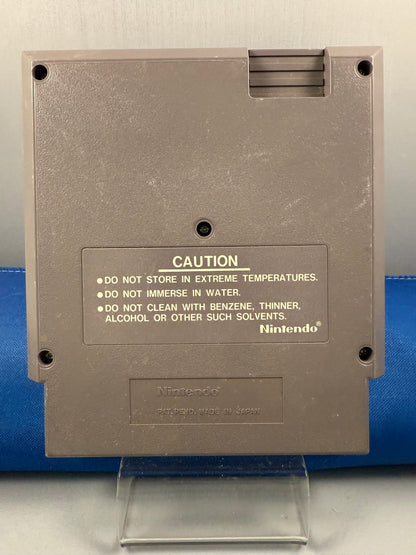 CAUTION
•DO NOT STORE IN EXTREME TEMPERATURES.
•DO NOT IMMERSE IN WATER.
•DO NOT CLEAN WITH BENZENE, THINNER,
ALCOHOL OR OTHER SUCH SOLVENTS.
Nintendo®
Nintendo®
PAT. PEND. MADE IN JAPAN